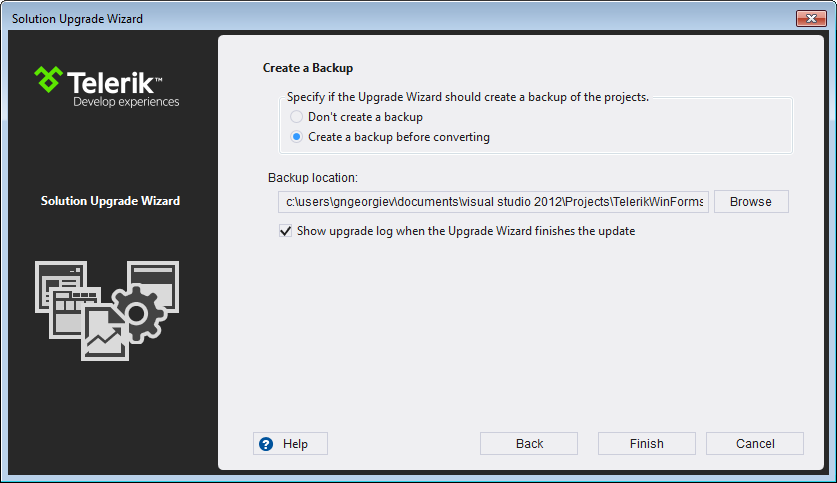 Solution Upgrade Wizard
Telerik™
Develop experiences
Solution Upgrade Wizard
Create a Backup
Specify if the Upgrade Wizard should create a backup of the projects.
Don't create a backup
Create a backup before converting
Backup location:
c:\users\gngeorgiev\documents\visual studio 2012\Projects\TelerikWinForms
Browse
Show upgrade log when the Upgrade Wizard finishes the update
? Help
Back
Finish
Cancel